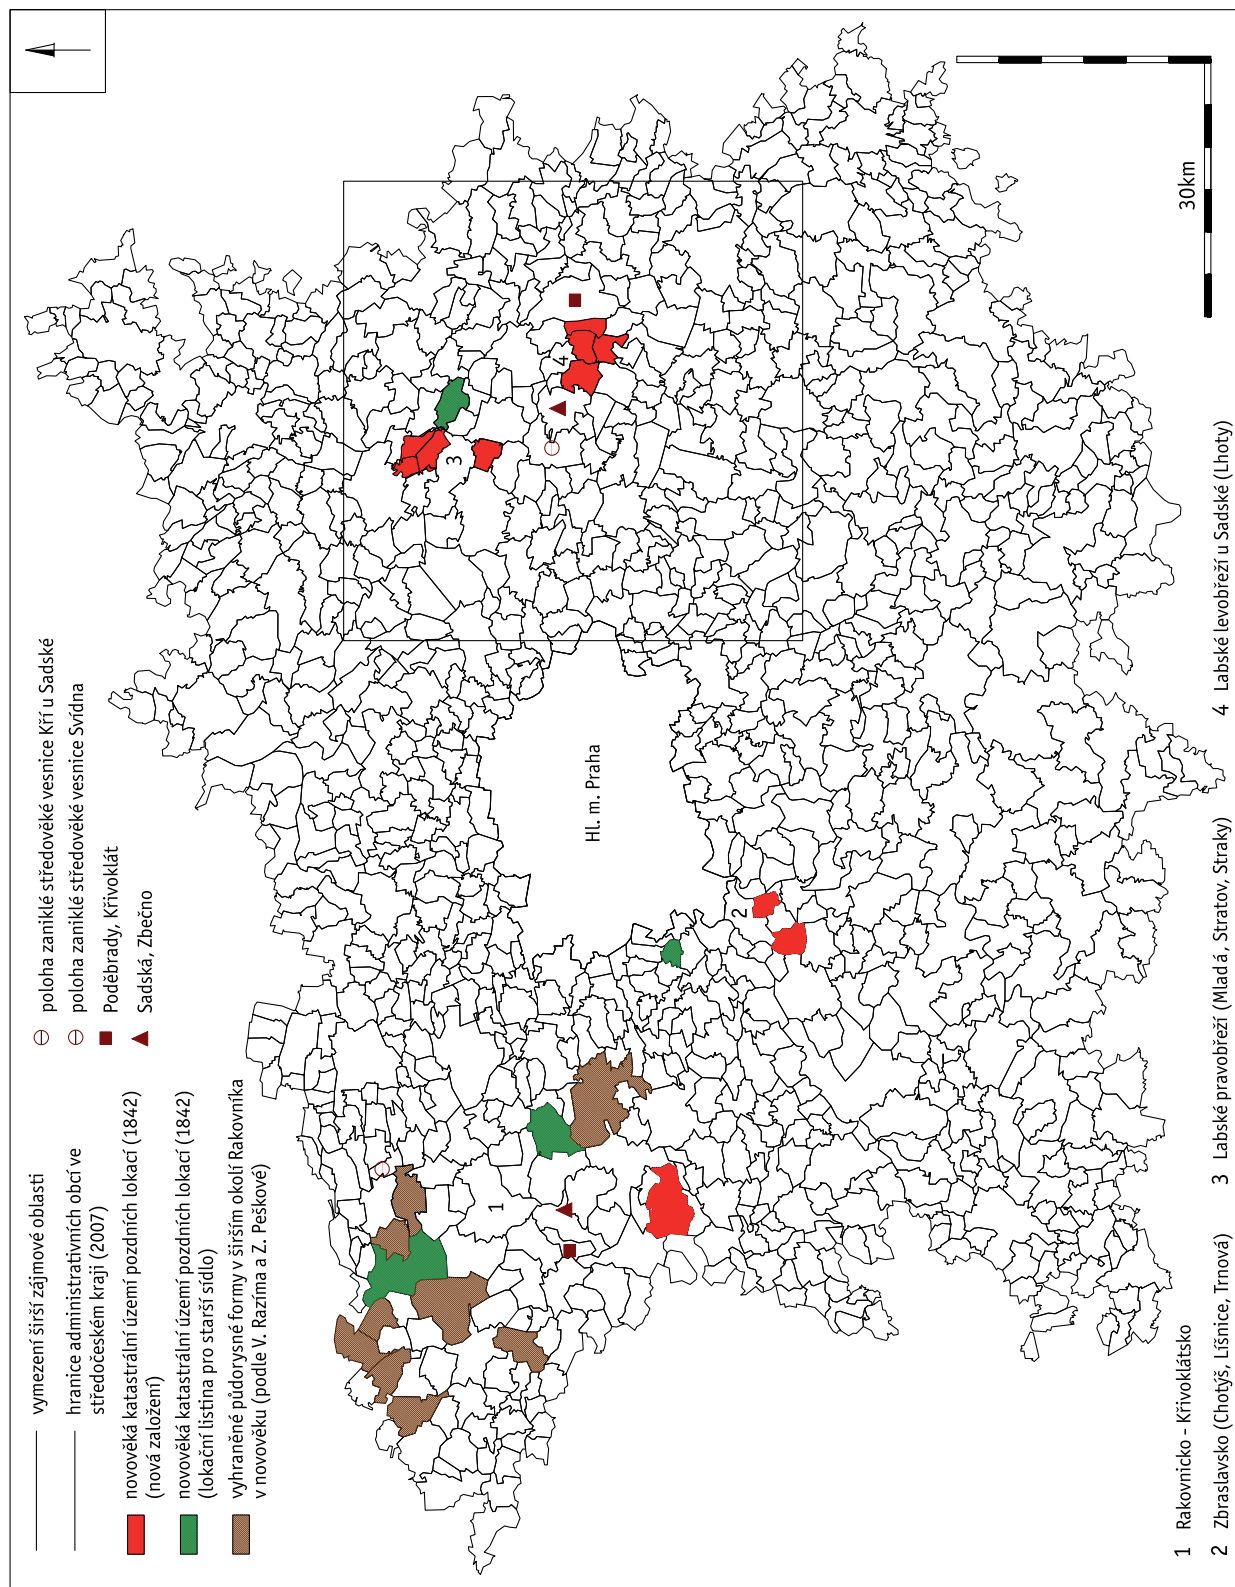 vymezení širší zájmové oblasti
hranice administrativních obcí ve
středočeském kraji (2007)
novověká katastrální území pozdních lokací (1842)
(nová založení)
novověká katastrální území pozdních lokací (1842)
(lokační listina pro starší sídlo)
vyhraněné půdorysné formy v širším okolí Rakovníka
v novověku (podle V. Razíma a Z. Peškové)
poloha zaniklé středověké vesnice Kří u Sadské
poloha zaniklé středověké vesnice Svídna
Poděbrady, Křivoklát
Sadská, Zbečno
Hl. m. Praha
1
2
3
4
30km
1 Rakovnicko – Křivoklátsko
2 Zbraslavsko (Chotýš, Líšnice, Trnová)
3 Labské pravobřeží (Mladá, Stratov, Straky)
4 Labské levobřeží u Sadské (Lhoty)